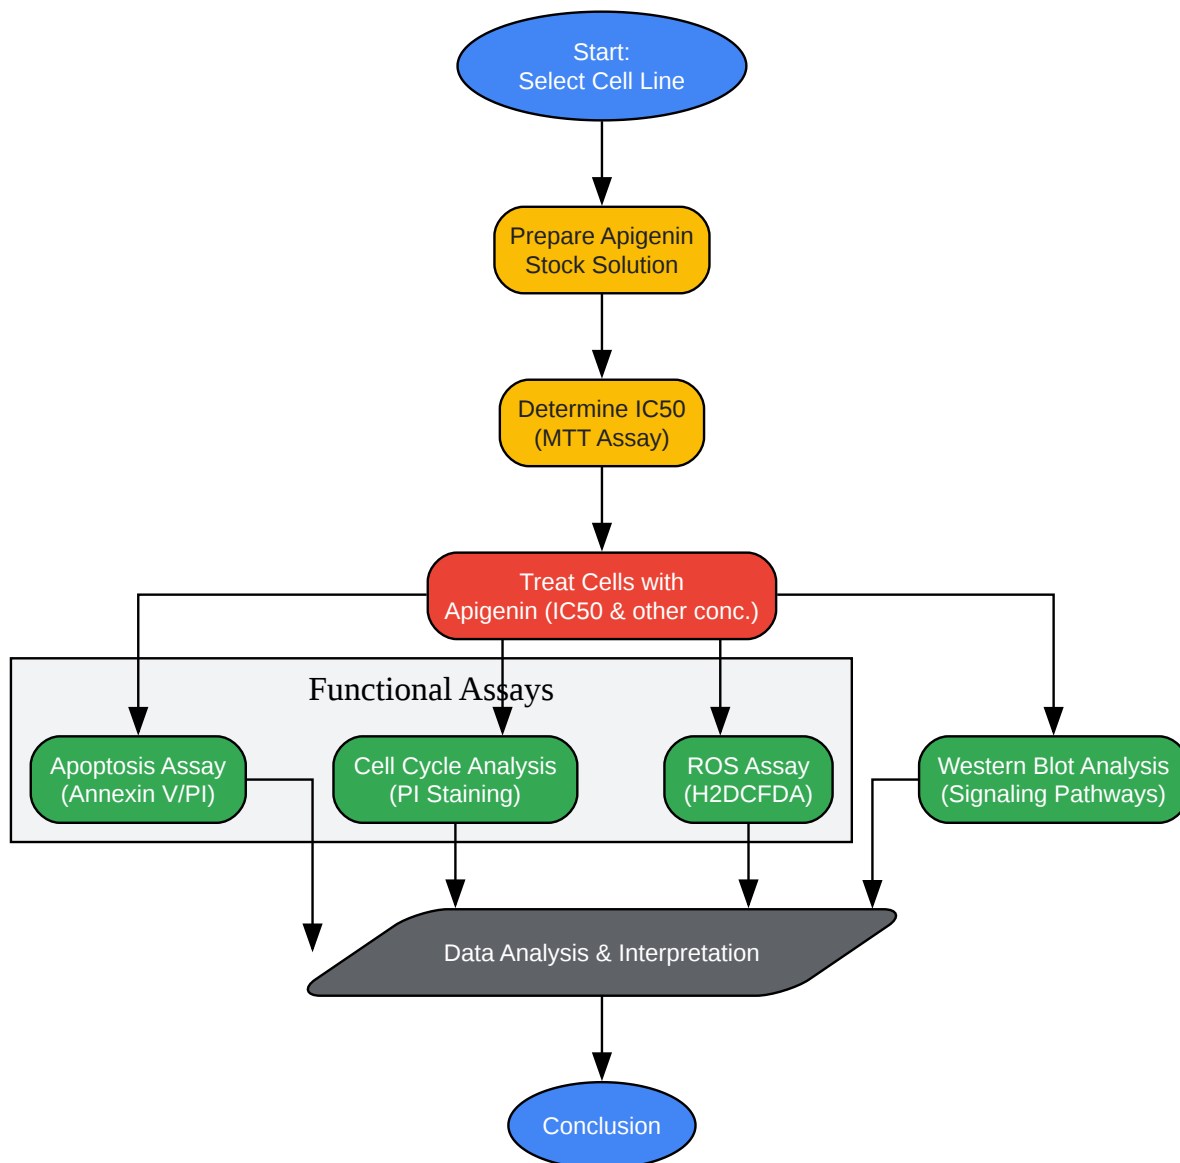 Start:
Select Cell Line
Prepare Apigenin
Stock Solution
Determine IC50
(MTT Assay)
Treat Cells with
Apigenin (IC50 & other conc.)
Functional Assays
Apoptosis Assay
(Annexin V/PI)
Cell Cycle Analysis
(PI Staining)
ROS Assay
(H2DCFDA)
Western Blot Analysis
(Signaling Pathways)
Data Analysis & Interpretation
Conclusion